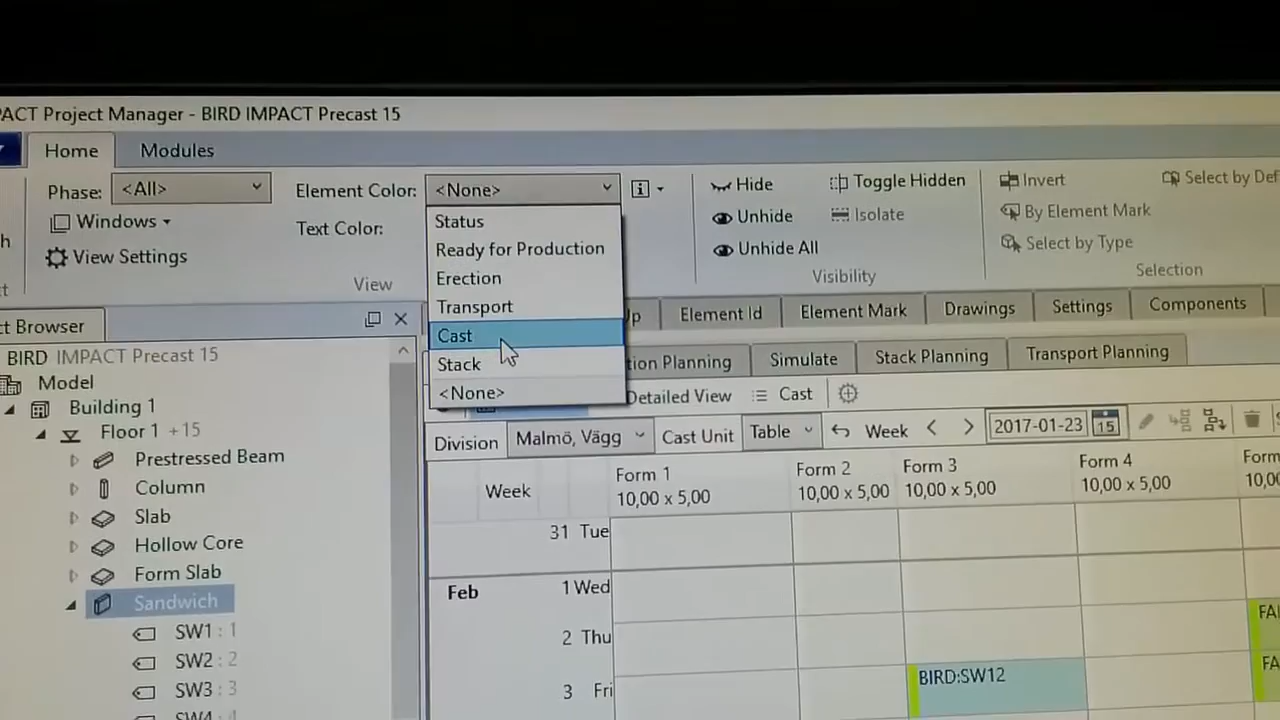 ACT Project Manager - BIRD IMPACT Precast 15
Home Modules
Phase: <All> Element Color: <None>
Windows
Text Color:
View Settings
View
Status
Ready for Production
Erection
Transport
Cast
Stack
<None>
Hide Toggle Hidden
Unhide Isolate
Unhide All
Visibility
Invert Select by Def
By Element Mark
Select by Type
Selection
Element Id Element Mark Drawings Settings Components
tion Planning Simulate Stack Planning Transport Planning
Detailed View Cast
Division Malmö, Vägg Cast Unit Table Week 2017-01-23 15
Week
Form 1
10,00 x 5,00
Form 2
10,00 x 5,00
Form 3
10,00 x 5,00
Form 4
10,00 x 5,00
Form
10,0
31 Tue
Feb 1 Wed
2 Thu
3 Fri
BIRD:SW12
FA
FA
ct Browser
BIRD IMPACT Precast 15
Model
Building 1
Floor 1 +15
Prestressed Beam
Column
Slab
Hollow Core
Form Slab
Sandwich
SW1 : 1
SW2 : 2
SW3 : 3